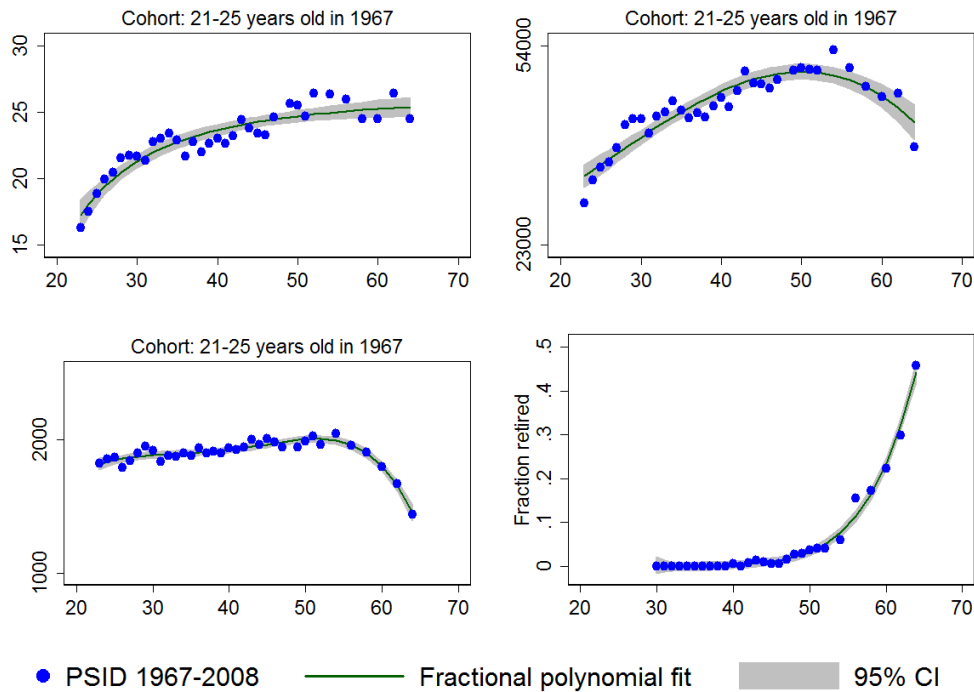 Cohort: 21-25 years old in 1967
30
25
20
15
20 30 40 50 60 70
Cohort: 21-25 years old in 1967
54000
23000
20 30 40 50 60 70
Cohort: 21-25 years old in 1967
2000
1000
20 30 40 50 60 70
Fraction retired
.5
.4
.3
.2
.1
0
20 30 40 50 60 70
PSID 1967-2008 Fractional polynomial fit 95% CI